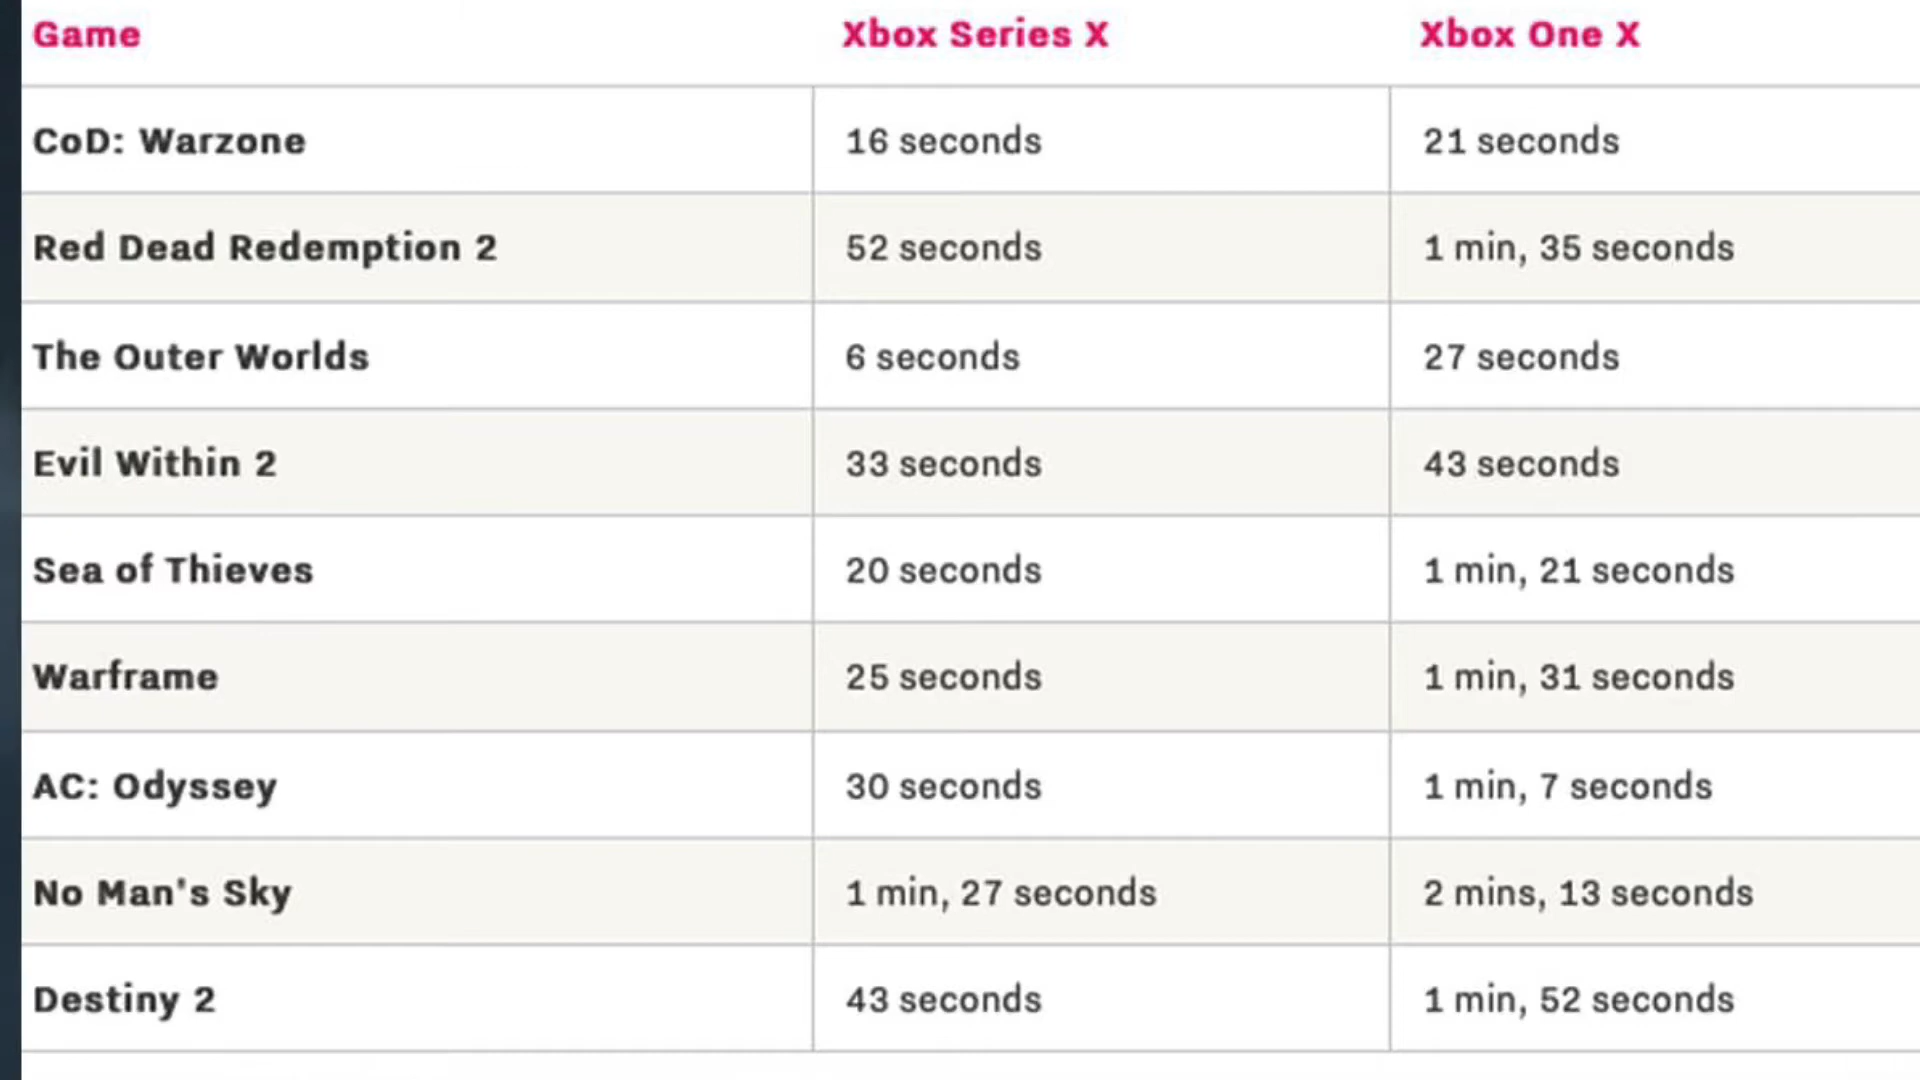 Game Xbox Series X Xbox One X
CoD: Warzone 16 seconds 21 seconds
Red Dead Redemption 2 52 seconds 1 min, 35 seconds
The Outer Worlds 6 seconds 27 seconds
Evil Within 2 33 seconds 43 seconds
Sea of Thieves 20 seconds 1 min, 21 seconds
Warframe 25 seconds 1 min, 31 seconds
AC: Odyssey 30 seconds 1 min, 7 seconds
No Man's Sky 1 min, 27 seconds 2 mins, 13 seconds
Destiny 2 43 seconds 1 min, 52 seconds